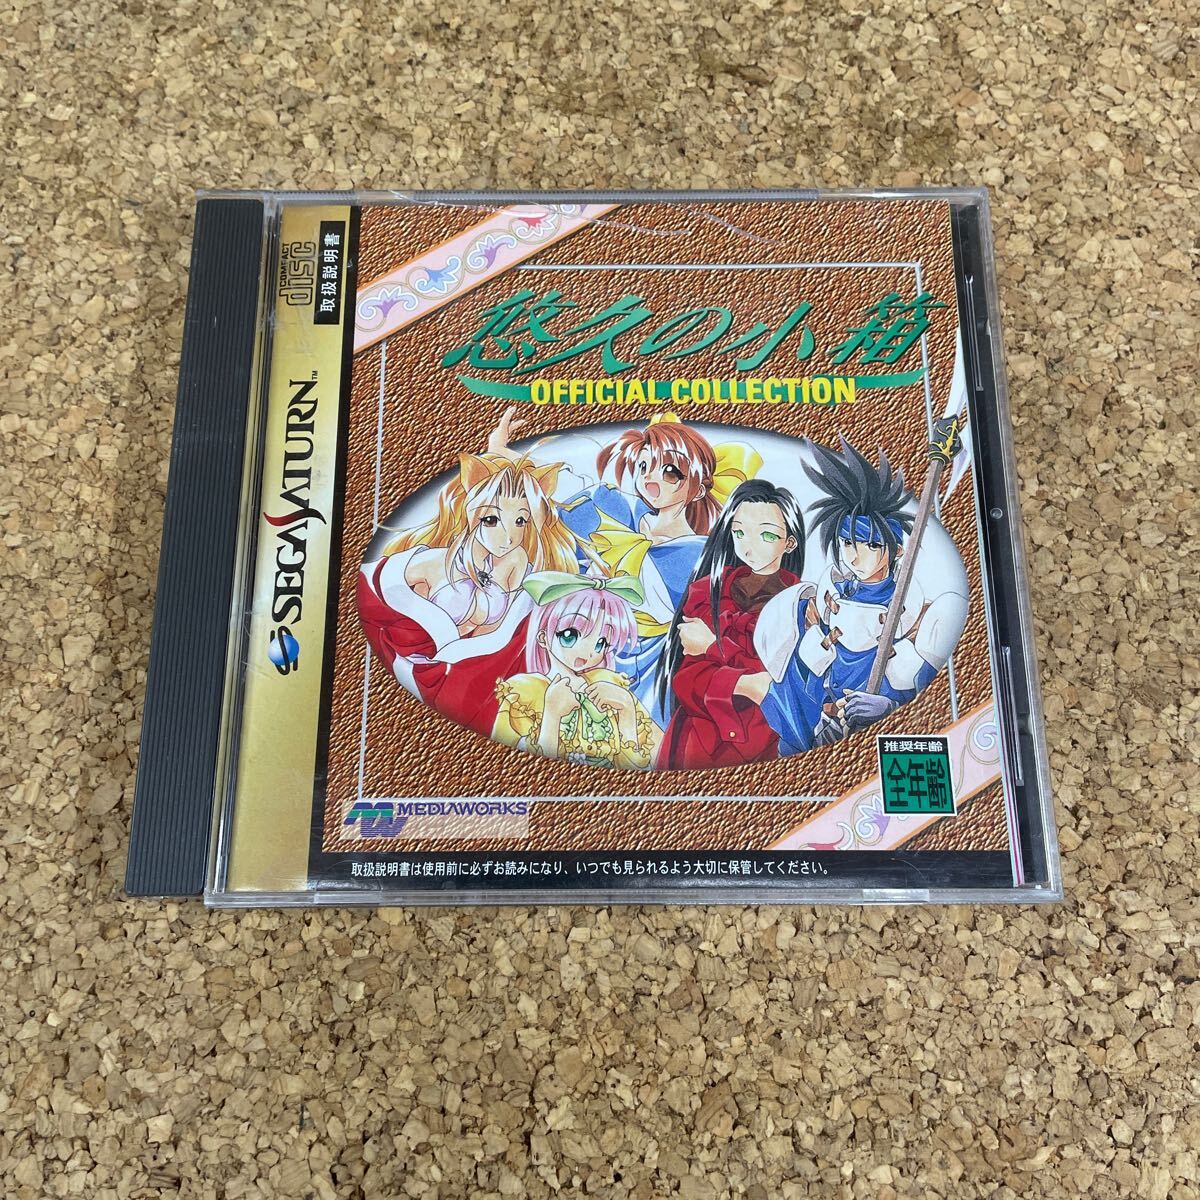 COMPACT
disc
取扱説明書
SEGA SATURN™
悠久の小箱
OFFICIAL COLLECTION
推奨年齢
全年齢
MEDIAWORKS
取扱説明書は使用前に必ずお読みになり、いつでも見られるよう大切に保管してください。